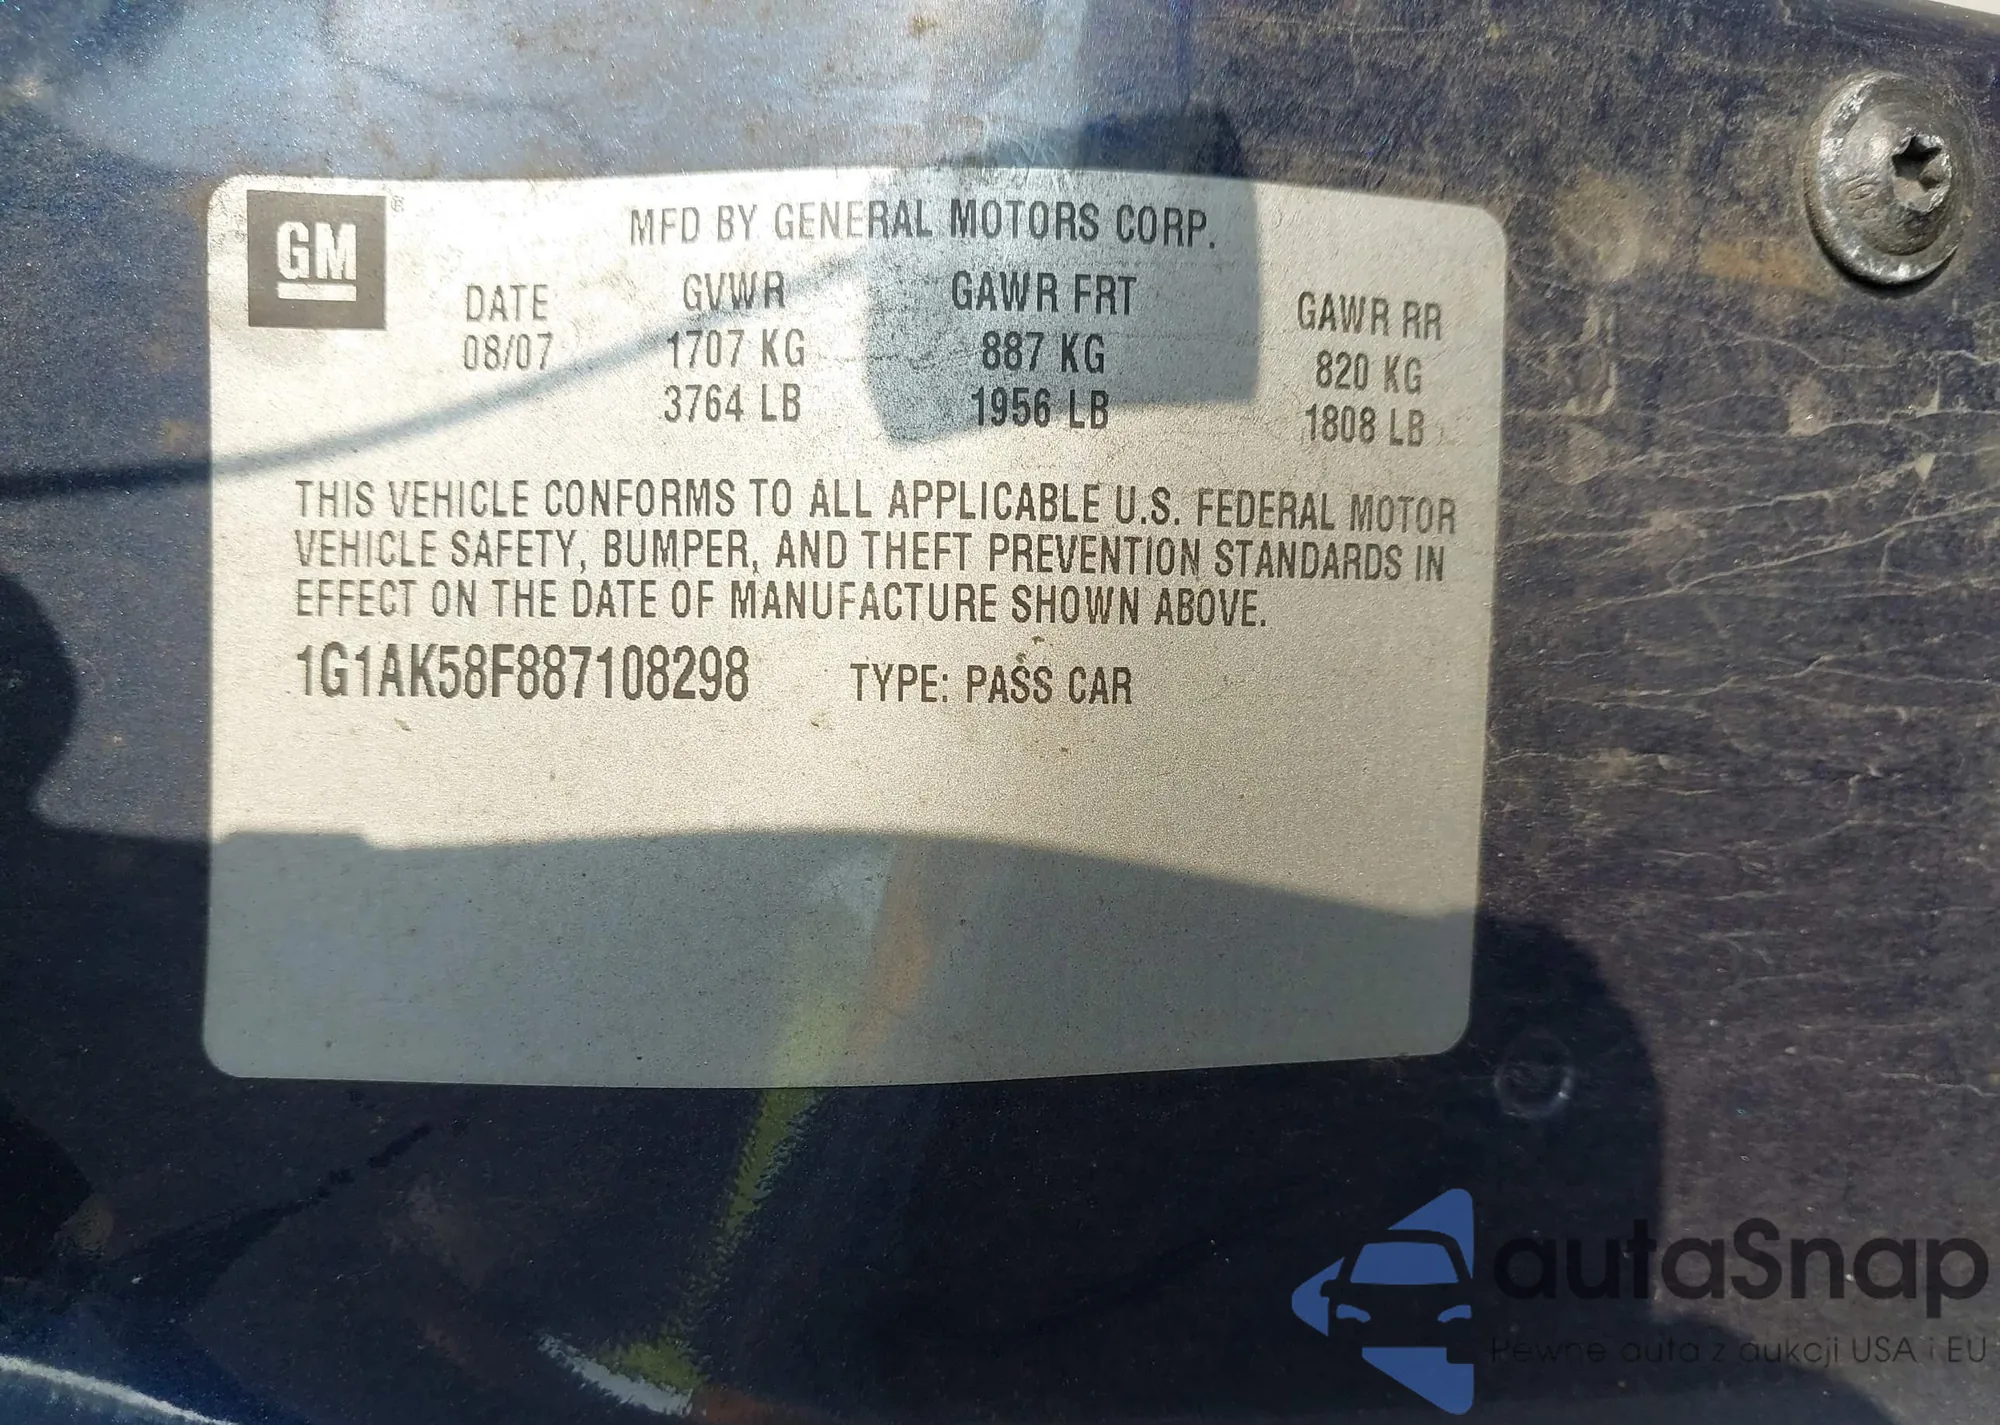 GM ®
MFD BY GENERAL MOTORS CORP.
DATE GVWR GAWR FRT GAWR RR
08/07 1707 KG 887 KG 820 KG
3764 LB 1956 LB 1808 LB
THIS VEHICLE CONFORMS TO ALL APPLICABLE U.S. FEDERAL MOTOR
VEHICLE SAFETY, BUMPER, AND THEFT PREVENTION STANDARDS IN
EFFECT ON THE DATE OF MANUFACTURE SHOWN ABOVE.
1G1AK58F887108298 TYPE: PASS CAR
autaSnap
Pewne auta z aukcji USA i EU